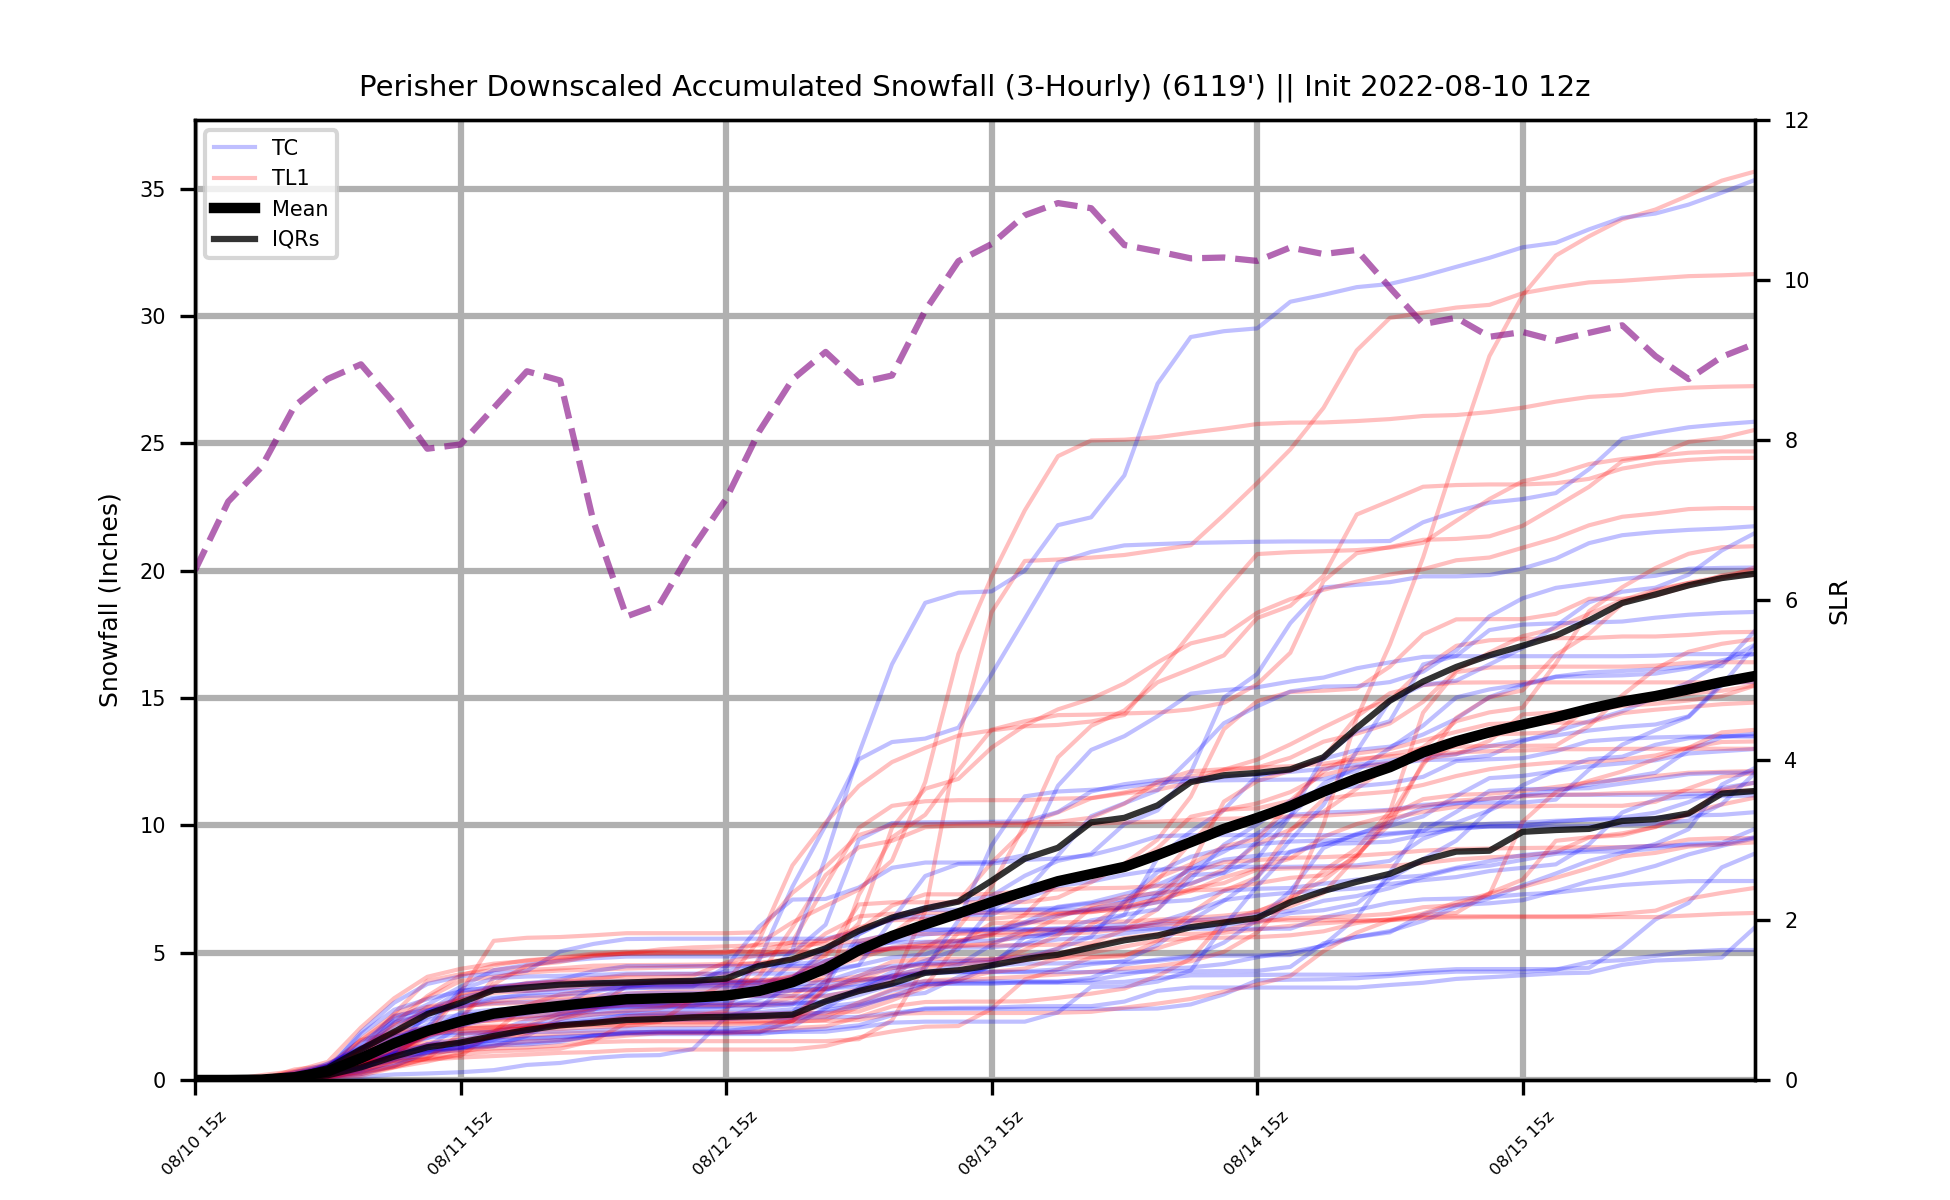 Perisher Downscaled Accumulated Snowfall (3-Hourly) (6119') || Init 2022-08-10 12z
TC
TL1
Mean
IQRs
Snowfall (Inches)
35
30
25
20
15
10
5
0
12
10
8
6
4
2
0
SLR
08/10 15z
08/11 15z
08/12 15z
08/13 15z
08/14 15z
08/15 15z